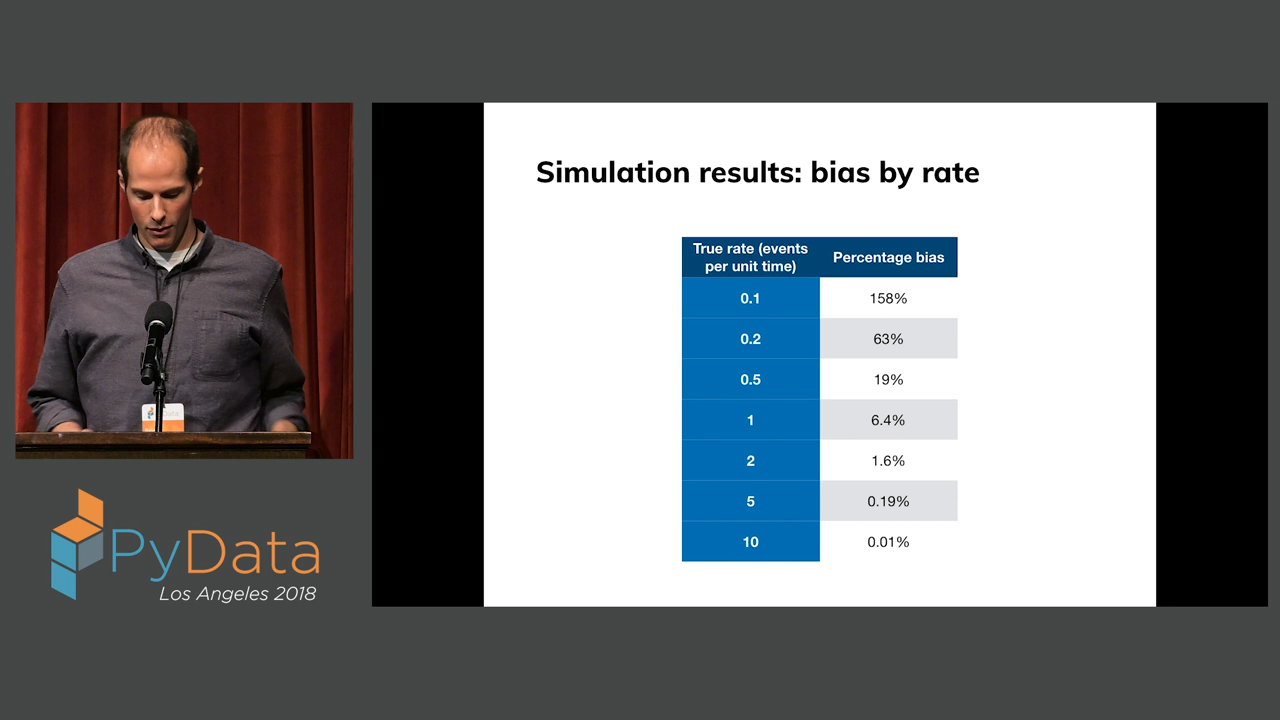 Simulation results: bias by rate
True rate (events
per unit time)
Percentage bias
0.1
158%
0.2
63%
0.5
19%
1
6.4%
2
1.6%
5
0.19%
10
0.01%
PyData
Los Angeles 2018